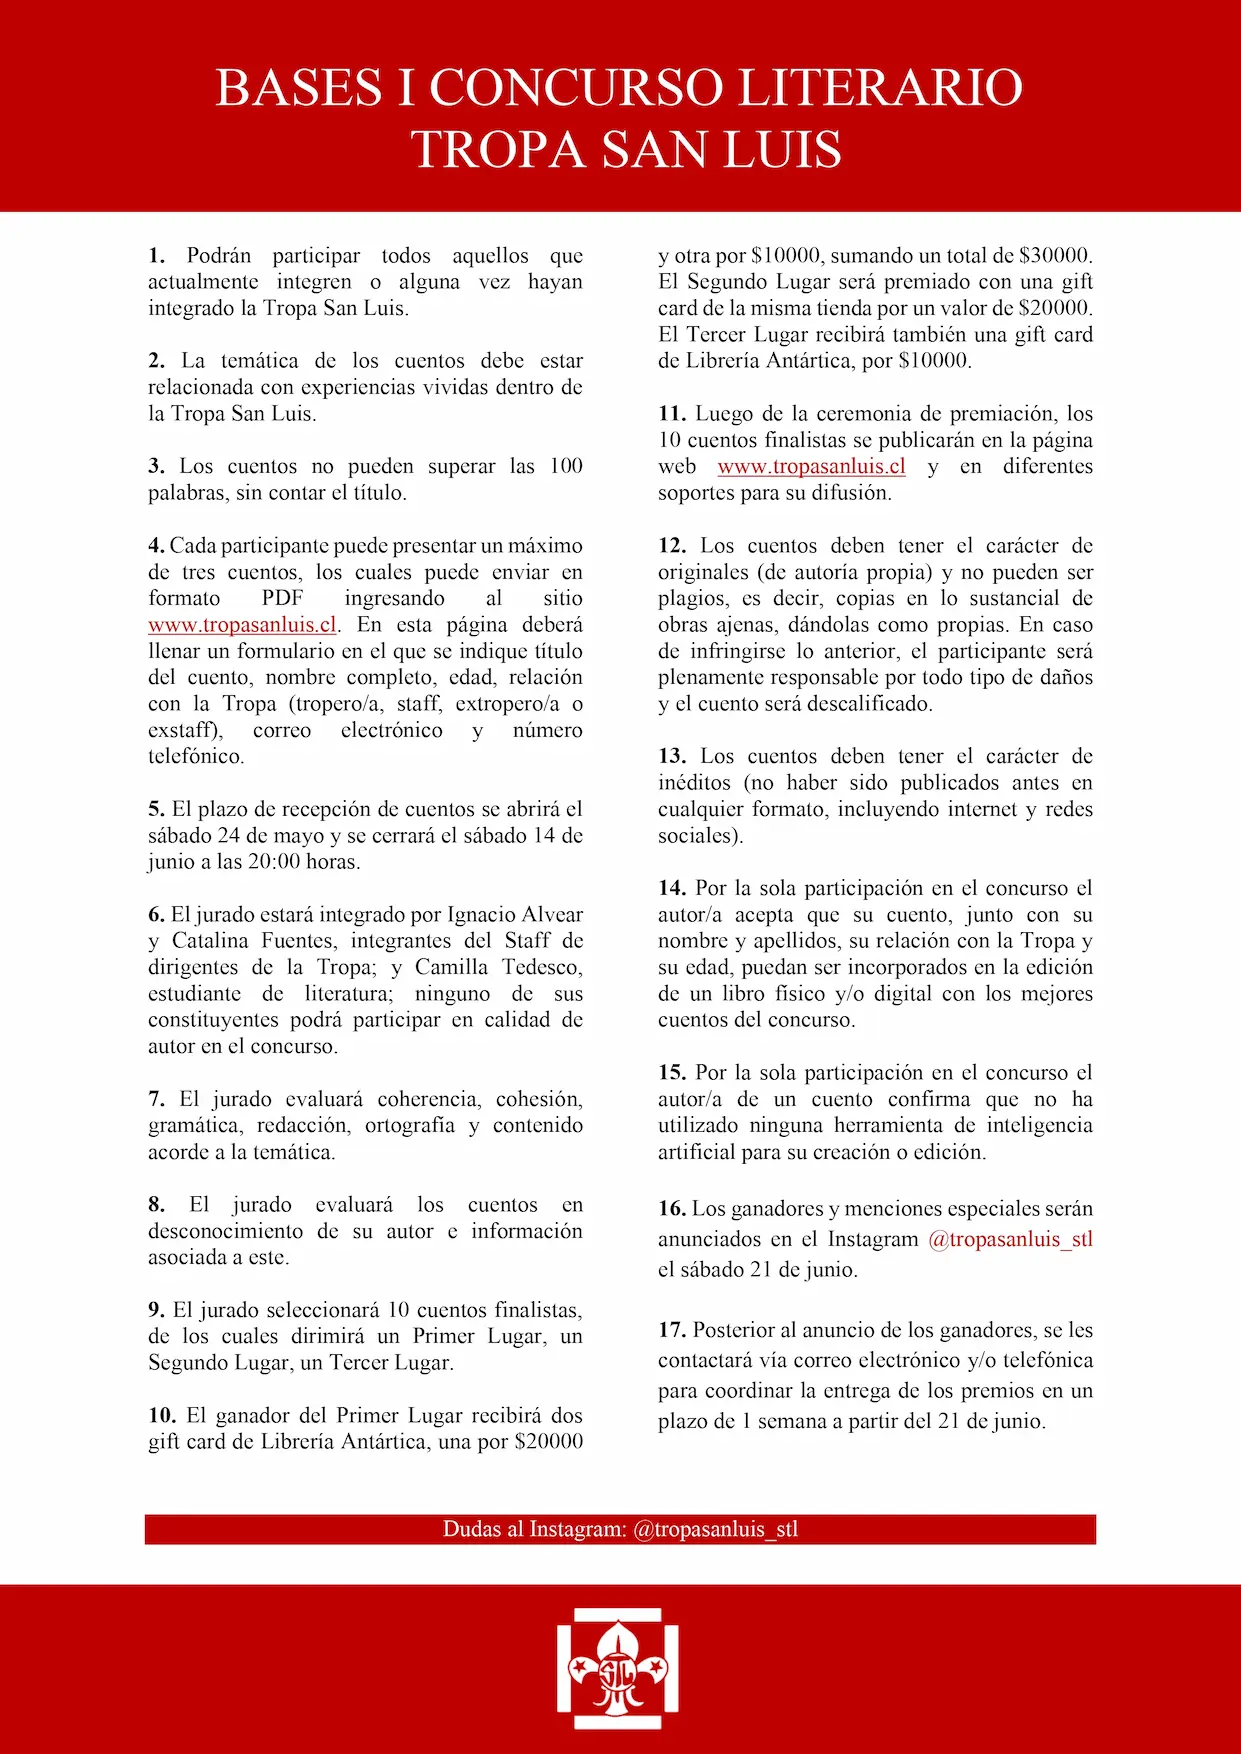 BASES I CONCURSO LITERARIO
TROPA SAN LUIS
1. Podrán participar todos aquellos que
actualmente integren o alguna vez hayan
integrado la Tropa San Luis.
2. La temática de los cuentos debe estar
relacionada con experiencias vividas dentro de
la Tropa San Luis.
3. Los cuentos no pueden superar las 100
palabras, sin contar el título.
4. Cada participante puede presentar un máximo
de tres cuentos, los cuales puede enviar en
formato PDF ingresando al sitio
www.tropasanluis.cl. En esta página deberá
llenar un formulario en el que se indique título
del cuento, nombre completo, edad, relación
con la Tropa (tropero/a, staff, extropero/a o
exstaff), correo electrónico y número
telefónico.
5. El plazo de recepción de cuentos se abrirá el
sábado 24 de mayo y se cerrará el sábado 14 de
junio a las 20:00 horas.
6. El jurado estará integrado por Ignacio Alvear
y Catalina Fuentes, integrantes del Staff de
dirigentes de la Tropa; y Camilla Tedesco,
estudiante de literatura; ninguno de sus
constituyentes podrá participar en calidad de
autor en el concurso.
7. El jurado evaluará coherencia, cohesión,
gramática, redacción, ortografía y contenido
acorde a la temática.
8. El jurado evaluará los cuentos en
desconocimiento de su autor e información
asociada a este.
9. El jurado seleccionará 10 cuentos finalistas,
de los cuales dirimirá un Primer Lugar, un
Segundo Lugar, un Tercer Lugar.
10. El ganador del Primer Lugar recibirá dos
gift card de Librería Antártica, una por $20000
y otra por $10000, sumando un total de $30000.
El Segundo Lugar será premiado con una gift
card de la misma tienda por un valor de $20000.
El Tercer Lugar recibirá también una gift card
de Librería Antártica, por $10000.
11. Luego de la ceremonia de premiación, los
10 cuentos finalistas se publicarán en la página
web www.tropasanluis.cl y en diferentes
soportes para su difusión.
12. Los cuentos deben tener el carácter de
originales (de autoría propia) y no pueden ser
plagios, es decir, copias en lo sustancial de
obras ajenas, dándolas como propias. En caso
de infringirse lo anterior, el participante será
plenamente responsable por todo tipo de daños
y el cuento será descalificado.
13. Los cuentos deben tener el carácter de
inéditos (no haber sido publicados antes en
cualquier formato, incluyendo internet y redes
sociales).
14. Por la sola participación en el concurso el
autor/a acepta que su cuento, junto con su
nombre y apellidos, su relación con la Tropa y
su edad, puedan ser incorporados en la edición
de un libro físico y/o digital con los mejores
cuentos del concurso.
15. Por la sola participación en el concurso el
autor/a de un cuento confirma que no ha
utilizado ninguna herramienta de inteligencia
artificial para su creación o edición.
16. Los ganadores y menciones especiales serán
anunciados en el Instagram @tropasanluis_stl
el sábado 21 de junio.
17. Posterior al anuncio de los ganadores, se les
contactará vía correo electrónico y/o telefónica
para coordinar la entrega de los premios en un
plazo de 1 semana a partir del 21 de junio.
Dudas al Instagram: @tropasanluis_stl
STL